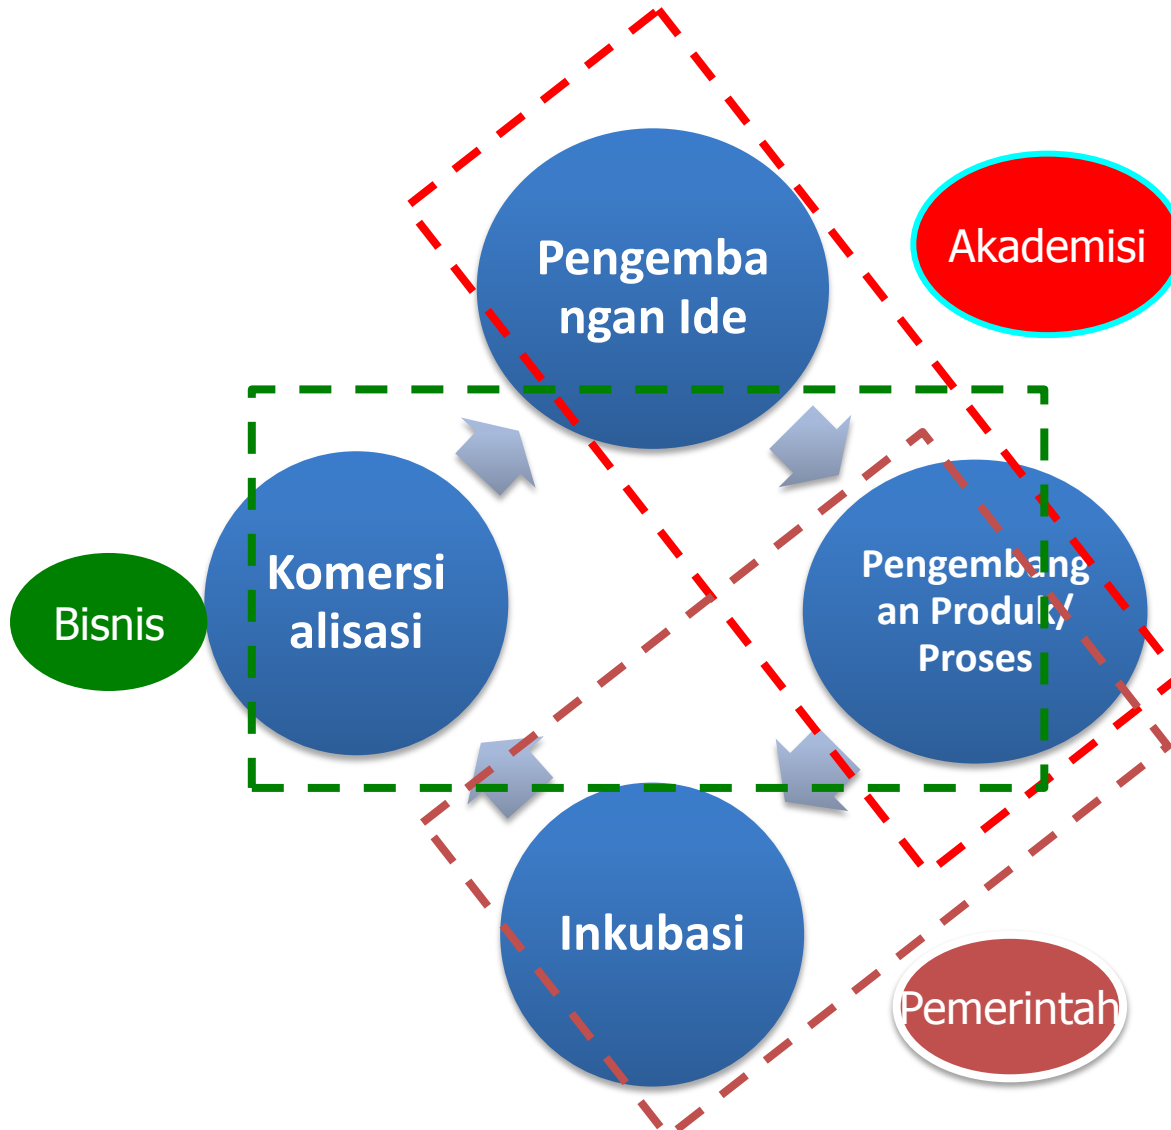 Pengemba
ngan Ide
Akademisi
Komersi
alisasi
Pengembang
an Produk/
Proses
Bisnis
Inkubasi
Pemerintah